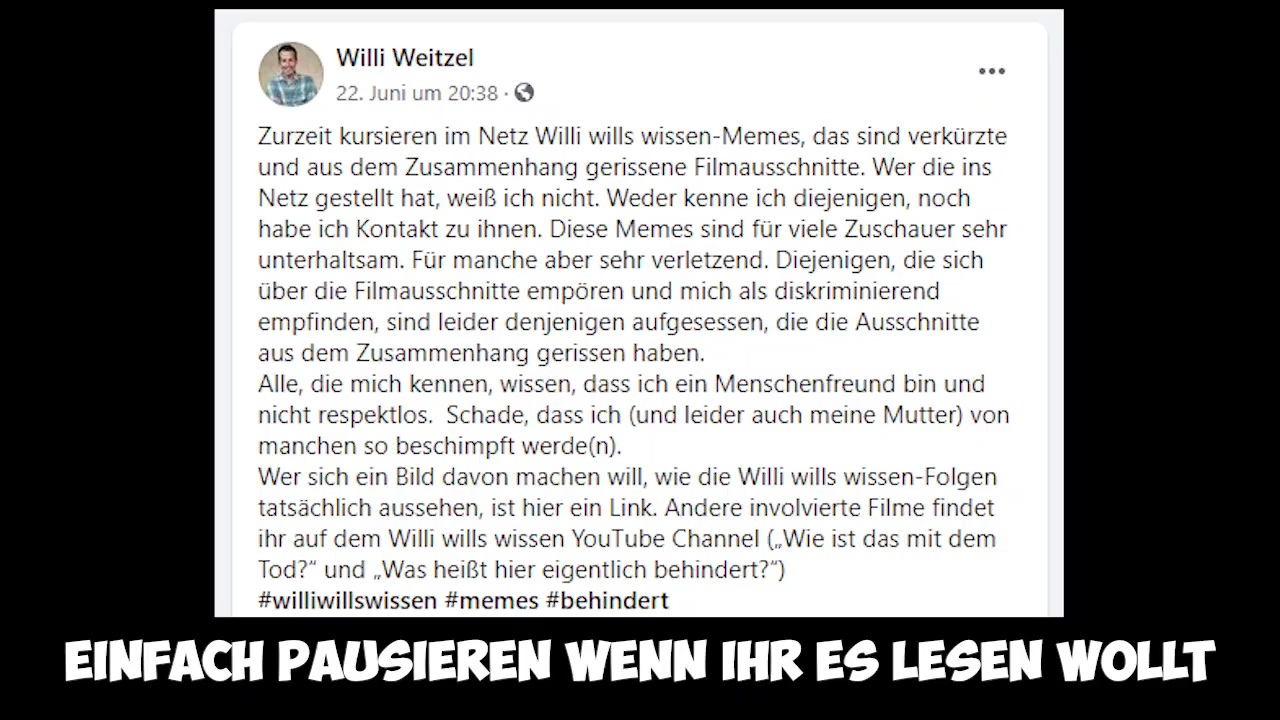 Willi Weitzel
22. Juni um 20:38 ·
Zurzeit kursieren im Netz Willi wills wissen-Memes, das sind verkürzte
und aus dem Zusammenhang gerissene Filmausschnitte. Wer die ins
Netz gestellt hat, weiß ich nicht. Weder kenne ich diejenigen, noch
habe ich Kontakt zu ihnen. Diese Memes sind für viele Zuschauer sehr
unterhaltsam. Für manche aber sehr verletzend. Diejenigen, die sich
über die Filmausschnitte empören und mich als diskriminierend
empfinden, sind leider denjenigen aufgesessen, die die Ausschnitte
aus dem Zusammenhang gerissen haben.
Alle, die mich kennen, wissen, dass ich ein Menschenfreund bin und
nicht respektlos.  Schade, dass ich (und leider auch meine Mutter) von
manchen so beschimpft werde(n).
Wer sich ein Bild davon machen will, wie die Willi wills wissen-Folgen
tatsächlich aussehen, ist hier ein Link. Andere involvierte Filme findet
ihr auf dem Willi wills wissen YouTube Channel („Wie ist das mit dem
Tod?“ und „Was heißt hier eigentlich behindert?“)
#williwillswissen #memes #behindert
EINFACH PAUSIEREN WENN IHR ES LESEN WOLLT